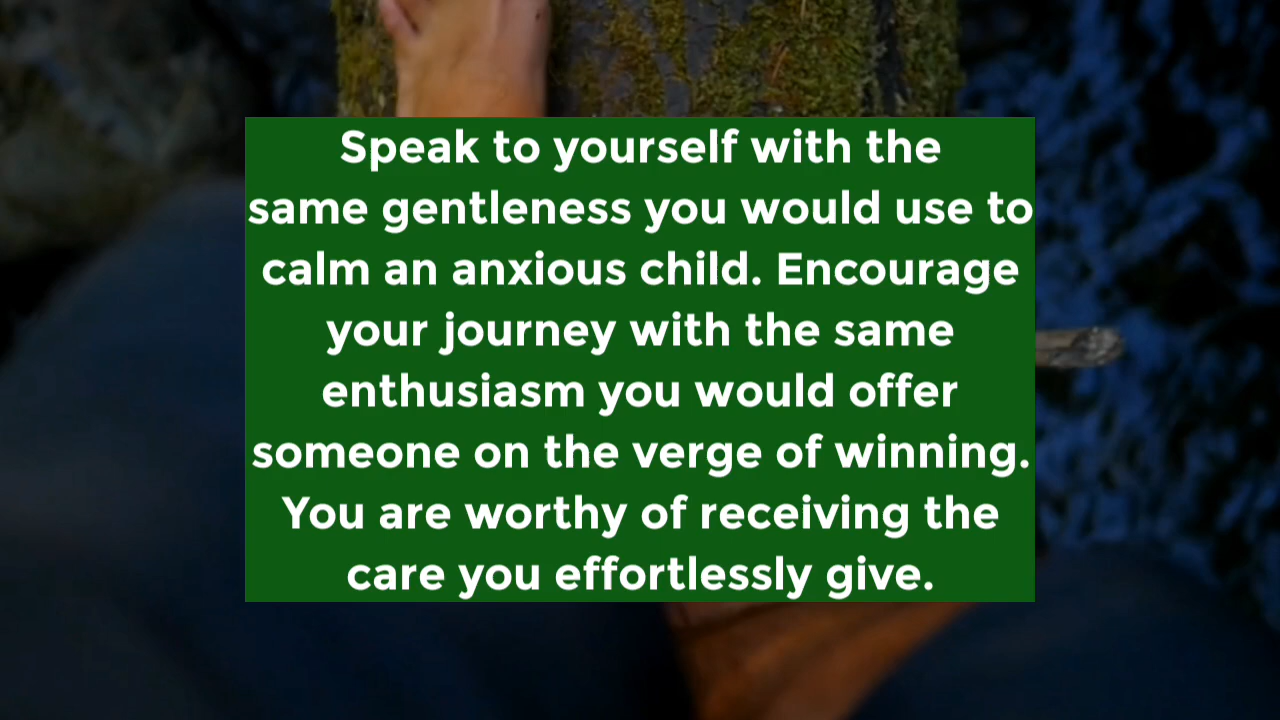 Speak to yourself with the
same gentleness you would use to
calm an anxious child. Encourage
your journey with the same
enthusiasm you would offer
someone on the verge of winning.
You are worthy of receiving the
care you effortlessly give.